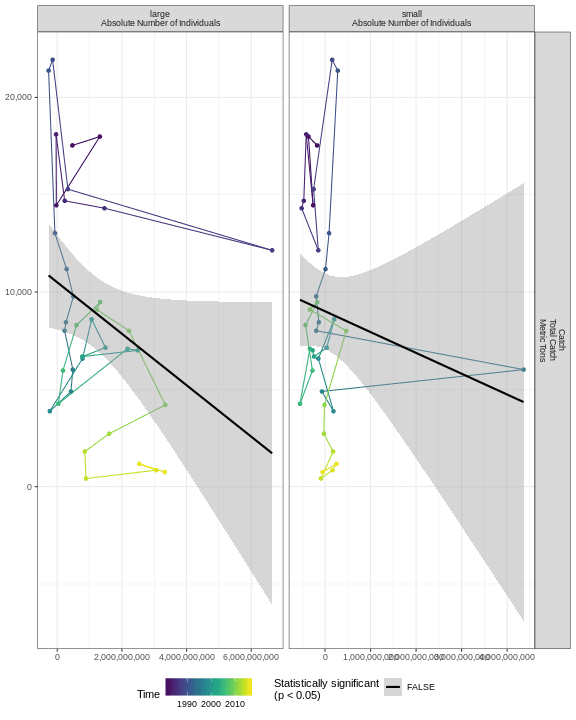 large
Absolute Number of Individuals
small
Absolute Number of Individuals
20,000
10,000
0
Catch
Total Catch
Metric Tons
0
2,000,000,000
4,000,000,000
6,000,000,000
0
1,000,000,000
2,000,000,000
3,000,000,000
4,000,000,000
Time
1990 2000 2010
Statistically significant
(p < 0.05)
FALSE